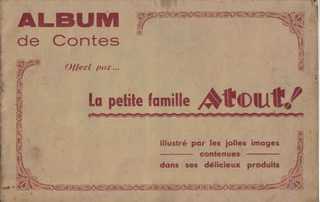 ALBUM
de Contes
Offert par...
La petite famille Atout!
illustré par les jolies images
contenues
dans ses délicieux produits